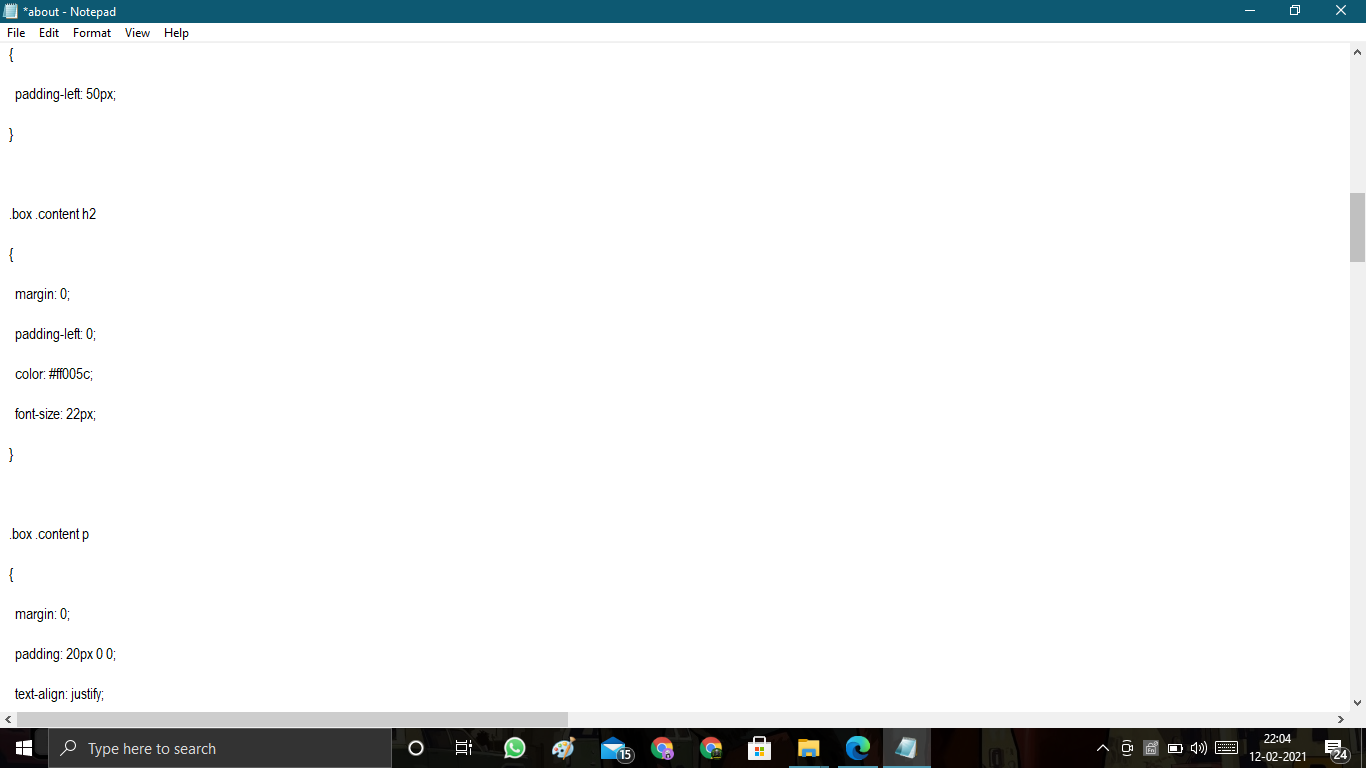 *about - Notepad
File Edit Format View Help
{
padding-left: 50px;
}
.box .content h2
{
margin: 0;
padding-left: 0;
color: #ff005c;
font-size: 22px;
}
.box .content p
{
margin: 0;
padding: 20px 0 0;
text-align: justify;
Type here to search
15
22:04
12-02-2021
24